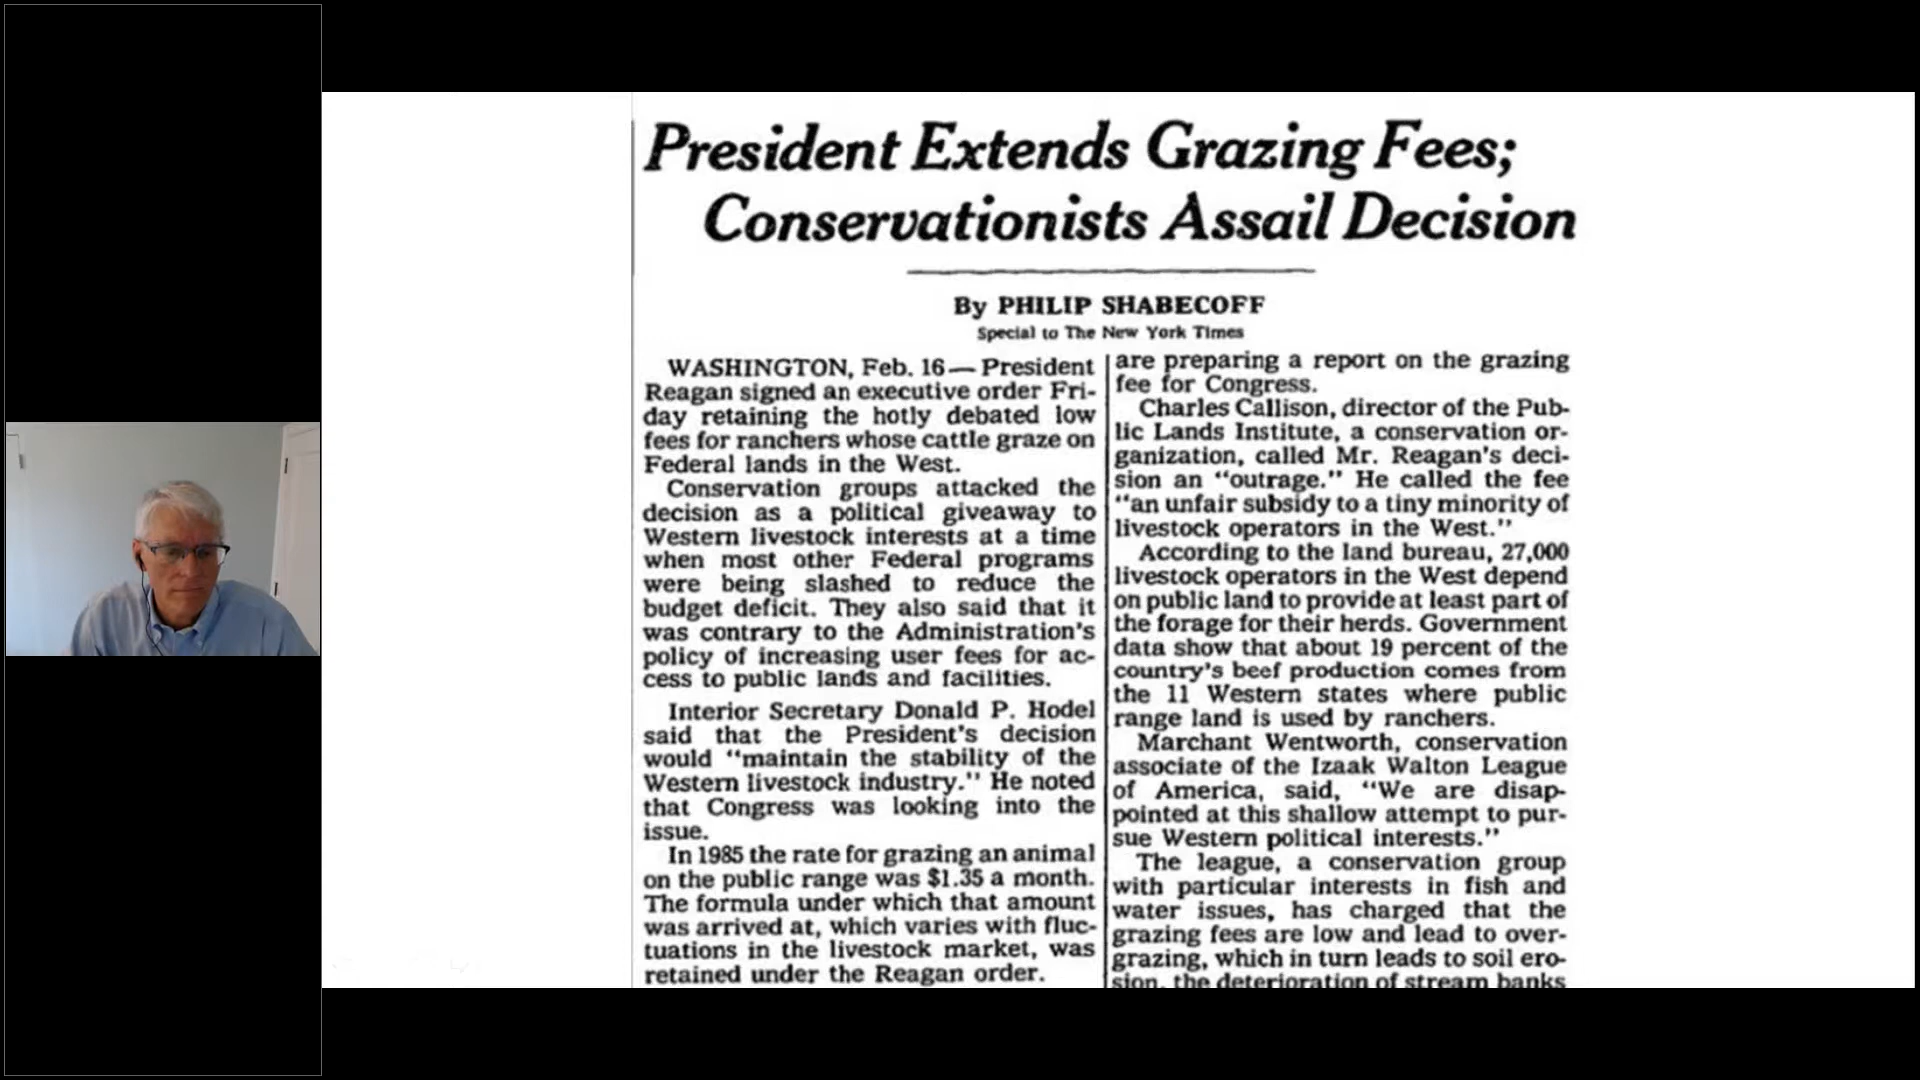 President Extends Grazing Fees;
Conservationists Assail Decision
By PHILIP SHABECOFF
Special to The New York Times
WASHINGTON, Feb. 16 — President
Reagan signed an executive order Fri-
day retaining the hotly debated low
fees for ranchers whose cattle graze on
Federal lands in the West.
Conservation groups attacked the
decision as a political giveaway to
Western livestock interests at a time
when most other Federal programs
were being slashed to reduce the
budget deficit. They also said that it
was contrary to the Administration's
policy of increasing user fees for ac-
cess to public lands and facilities.
Interior Secretary Donald P. Hodel
said that the President's decision
would “maintain the stability of the
Western livestock industry.” He noted
that Congress was looking into the
issue.
In 1985 the rate for grazing an animal
on the public range was $1.35 a month.
The formula under which that amount
was arrived at, which varies with fluc-
tuations in the livestock market, was
retained under the Reagan order.
are preparing a report on the grazing
fee for Congress.
Charles Callison, director of the Pub-
lic Lands Institute, a conservation or-
ganization, called Mr. Reagan's deci-
sion an “outrage.” He called the fee
“an unfair subsidy to a tiny minority of
livestock operators in the West.”
According to the land bureau, 27,000
livestock operators in the West depend
on public land to provide at least part of
the forage for their herds. Government
data show that about 19 percent of the
country's beef production comes from
the 11 Western states where public
range land is used by ranchers.
Marchant Wentworth, conservation
associate of the Izaak Walton League
of America, said, “We are disap-
pointed at this shallow attempt to pur-
sue Western political interests.”
The league, a conservation group
with particular interests in fish and
water issues, has charged that the
grazing fees are low and lead to over-
grazing, which in turn leads to soil ero-
sion, the deterioration of stream banks